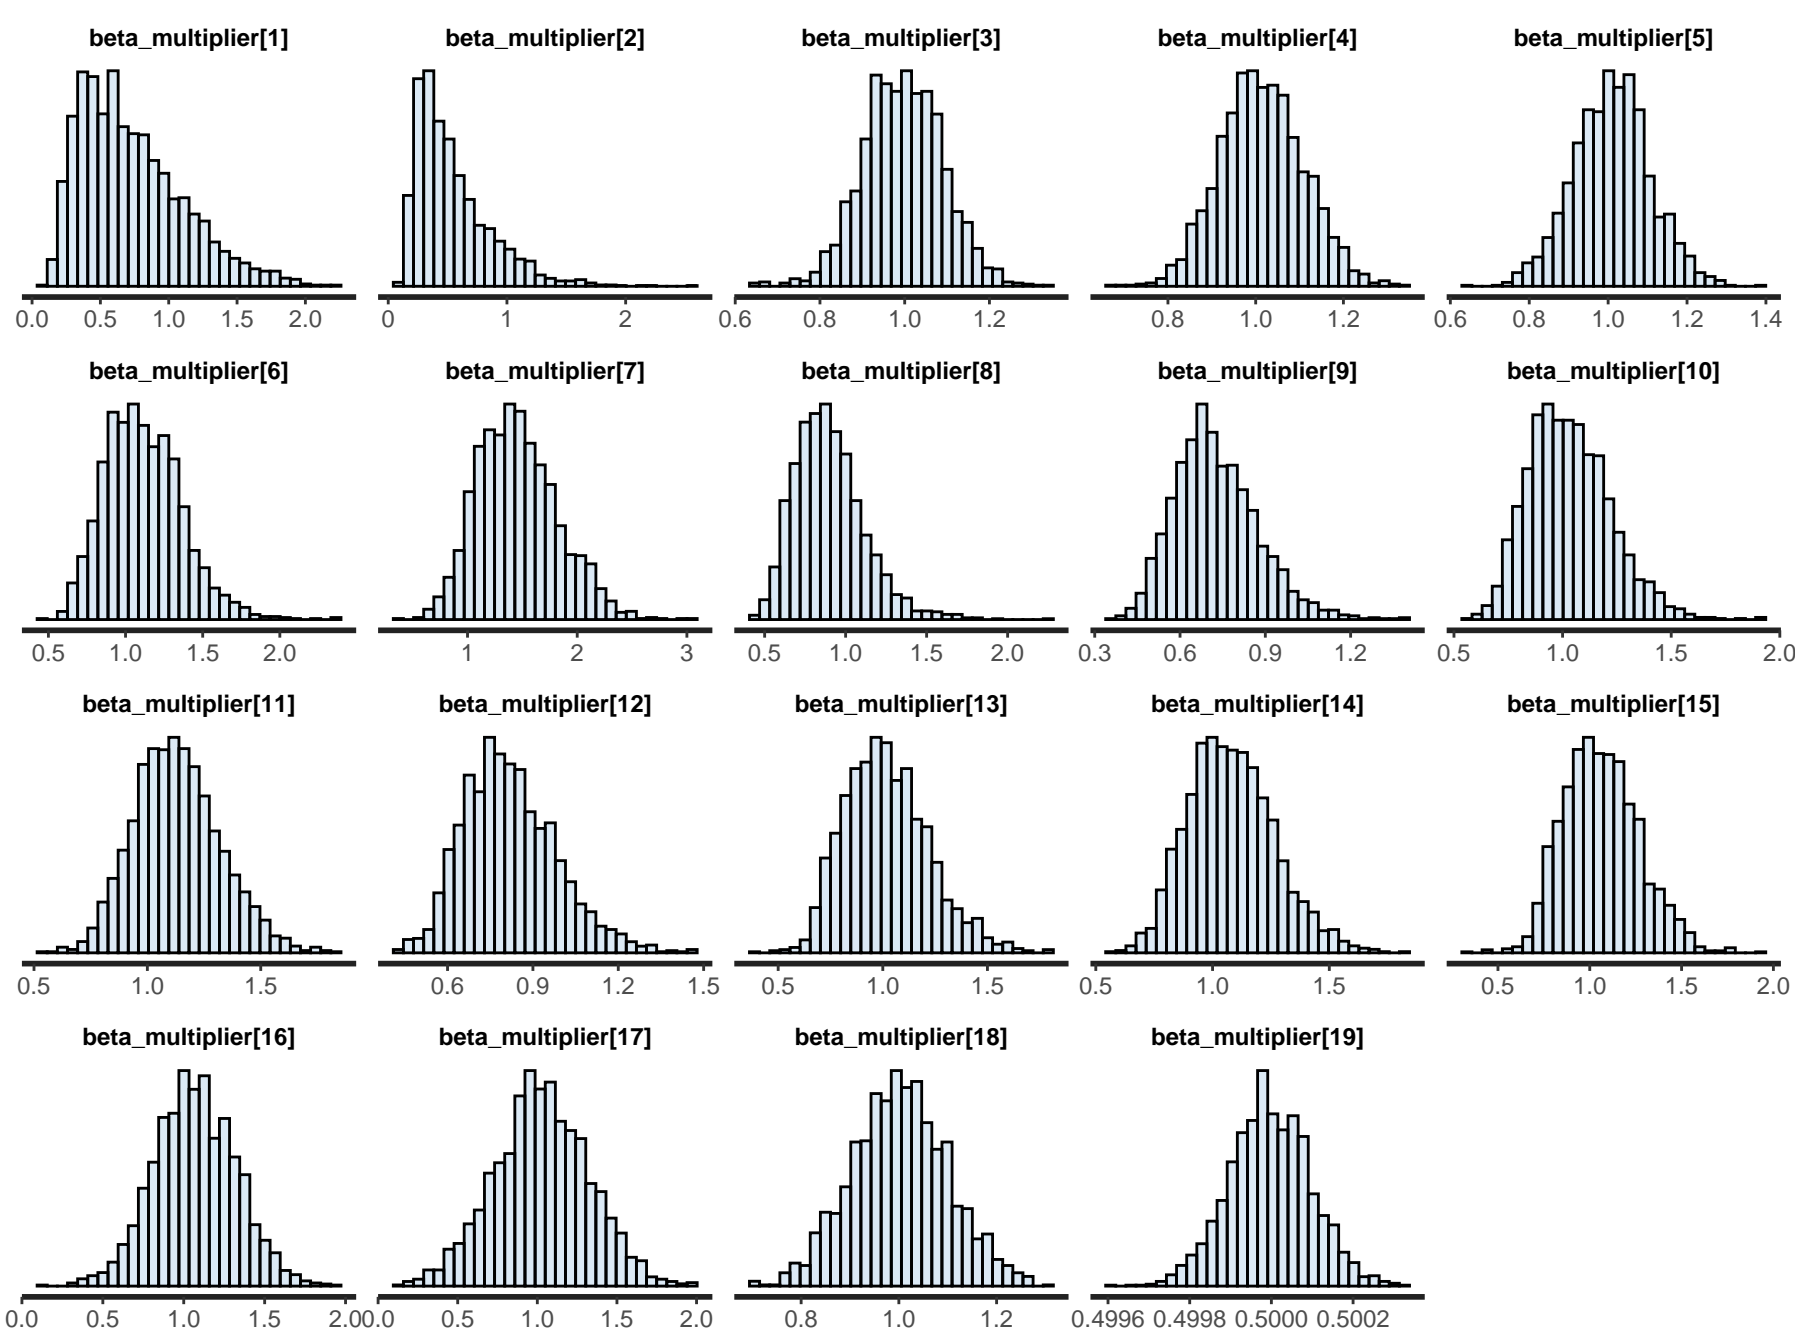 beta_multiplier[1] beta_multiplier[2] beta_multiplier[3] beta_multiplier[4] beta_multiplier[5]
0.0 0.5 1.0 1.5 2.0 0 1 2 0.6 0.8 1.0 1.2 0.8 1.0 1.2 0.6 0.8 1.0 1.2 1.4
beta_multiplier[6] beta_multiplier[7] beta_multiplier[8] beta_multiplier[9] beta_multiplier[10]
0.5 1.0 1.5 2.0 1 2 3 0.5 1.0 1.5 2.0 0.3 0.6 0.9 1.2 0.5 1.0 1.5 2.0
beta_multiplier[11] beta_multiplier[12] beta_multiplier[13] beta_multiplier[14] beta_multiplier[15]
0.5 1.0 1.5 0.6 0.9 1.2 1.5 0.5 1.0 1.5 0.5 1.0 1.5 0.5 1.0 1.5 2.0
beta_multiplier[16] beta_multiplier[17] beta_multiplier[18] beta_multiplier[19]
0.0 0.5 1.0 1.5 2.0 0.0 0.5 1.0 1.5 2.0 0.8 1.0 1.2 0.4996 0.4998 0.5000 0.5002